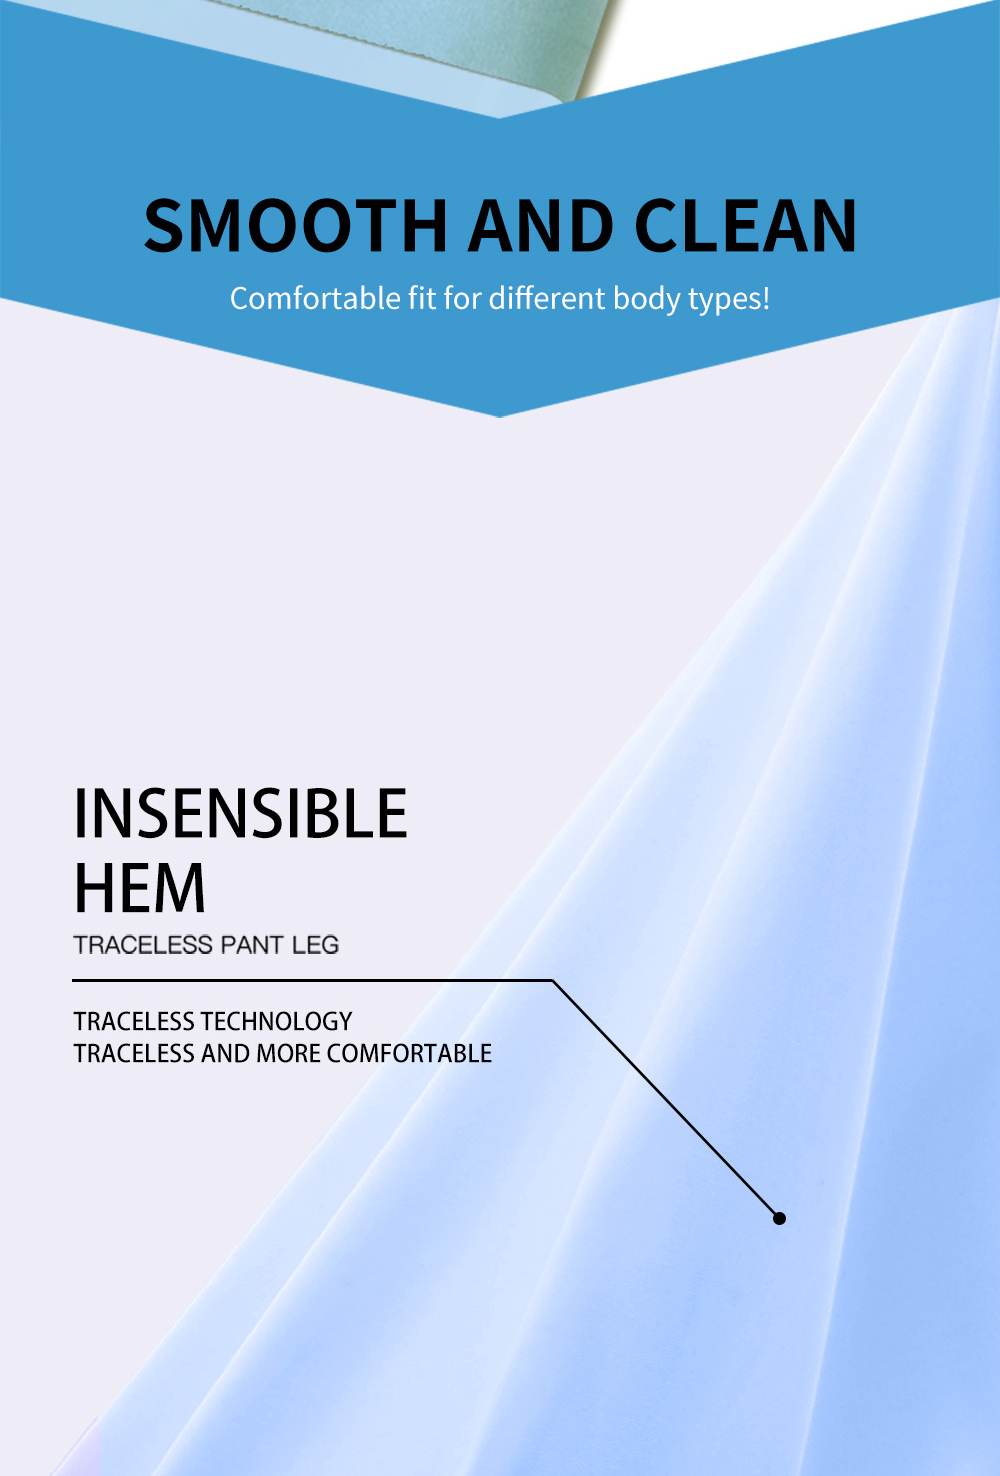 SMOOTH AND CLEAN
Comfortable fit for different body types!
INSENSIBLE
HEM
TRACELESS PANT LEG
TRACELESS TECHNOLOGY
TRACELESS AND MORE COMFORTABLE